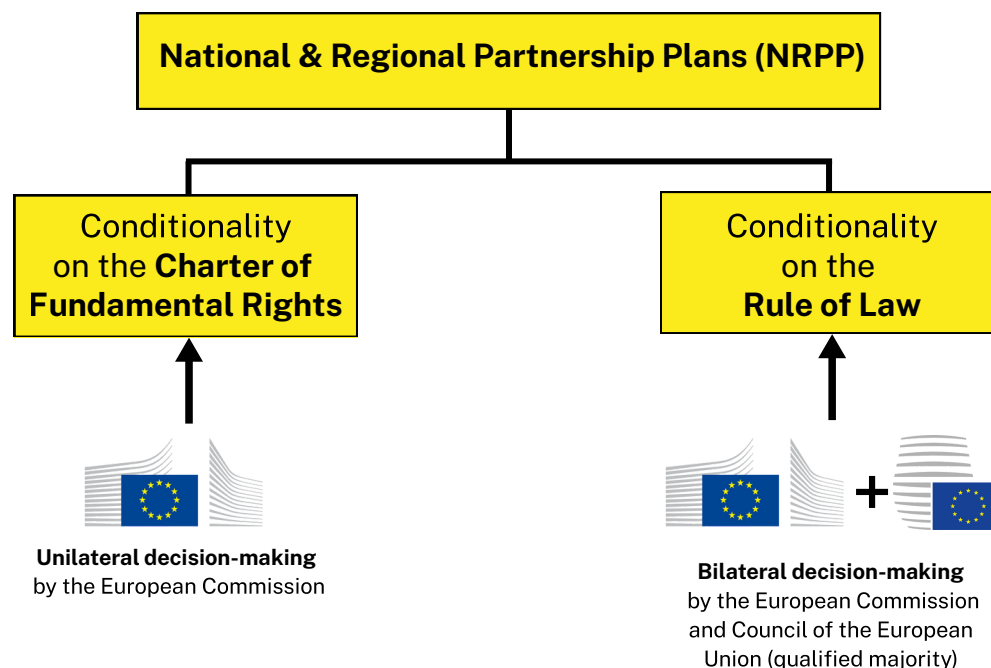 National & Regional Partnership Plans (NRPP)
Conditionality
on the Charter of
Fundamental Rights
Conditionality
on the
Rule of Law
Unilateral decision-making
by the European Commission
+
Bilateral decision-making
by the European Commission
and Council of the European
Union (qualified majority)